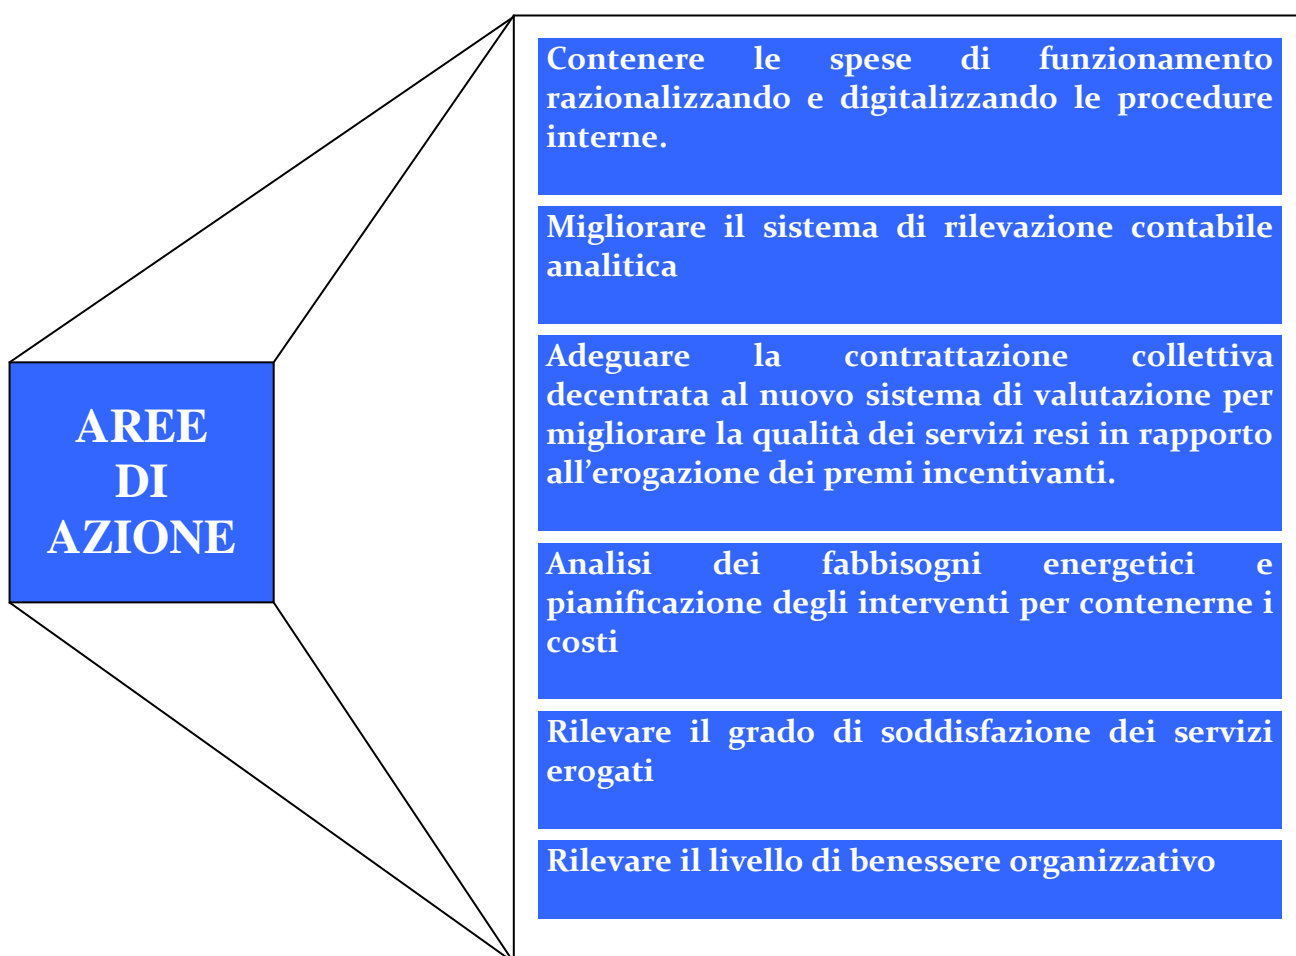 AREE
DI
AZIONE
Contenere le spese di funzionamento
razionalizzando e digitalizzando le procedure
interne.
Migliorare il sistema di rilevazione contabile
analitica
Adeguare la contrattazione collettiva
decentrata al nuovo sistema di valutazione per
migliorare la qualità dei servizi resi in rapporto
all’erogazione dei premi incentivanti.
Analisi dei fabbisogni energetici e
pianificazione degli interventi per contenerne i
costi
Rilevare il grado di soddisfazione dei servizi
erogati
Rilevare il livello di benessere organizzativo